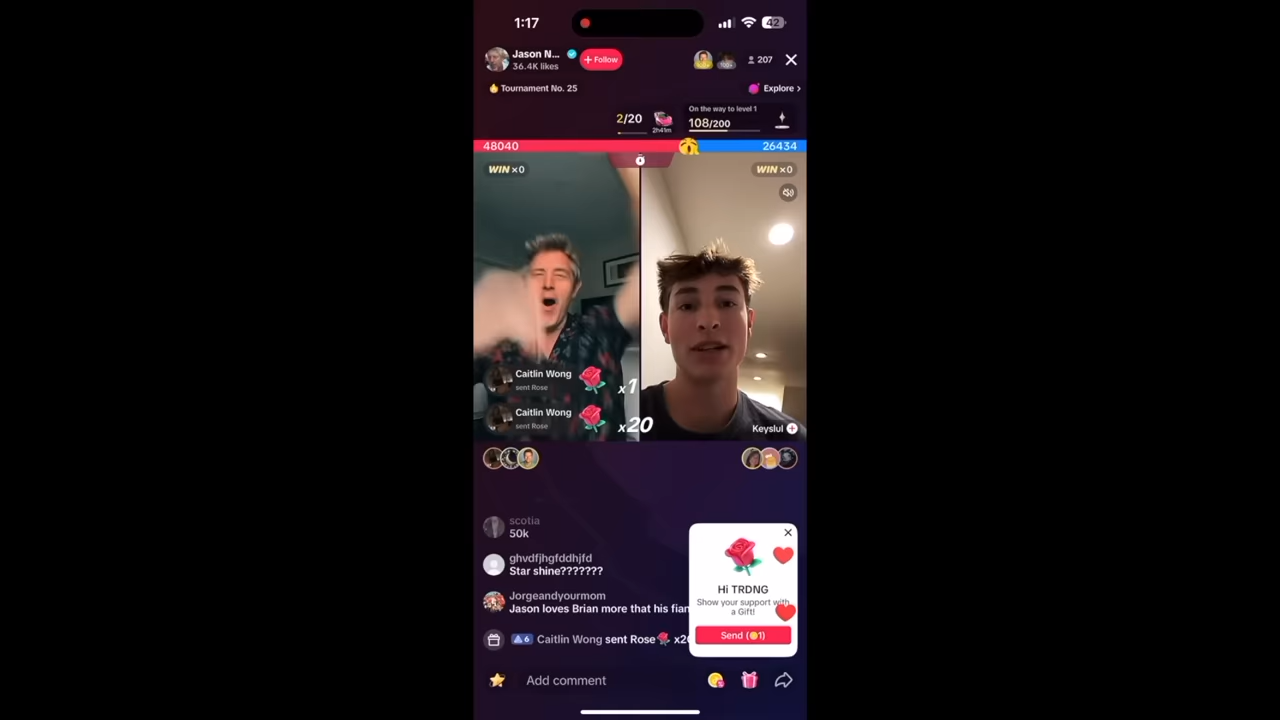 1:17
42
Jason N...
36.4K likes
+ Follow
207
Tournament No. 25
Explore >
2/20
2h41m
On the way to level 1
108/200
48040
26434
WIN ×0
WIN ×0
Caitlin Wong
sent Rose
x1
Caitlin Wong
sent Rose
x20
Keyslul
scotia
50k
ghvdfjhgfddhjfd
Star shine???????
Jorgeandyourmom
Jason loves Brian more that his fian
6 Caitlin Wong sent Rose x20
Hi TRDNG
Show your support with
a Gift!
Send (1)
Add comment